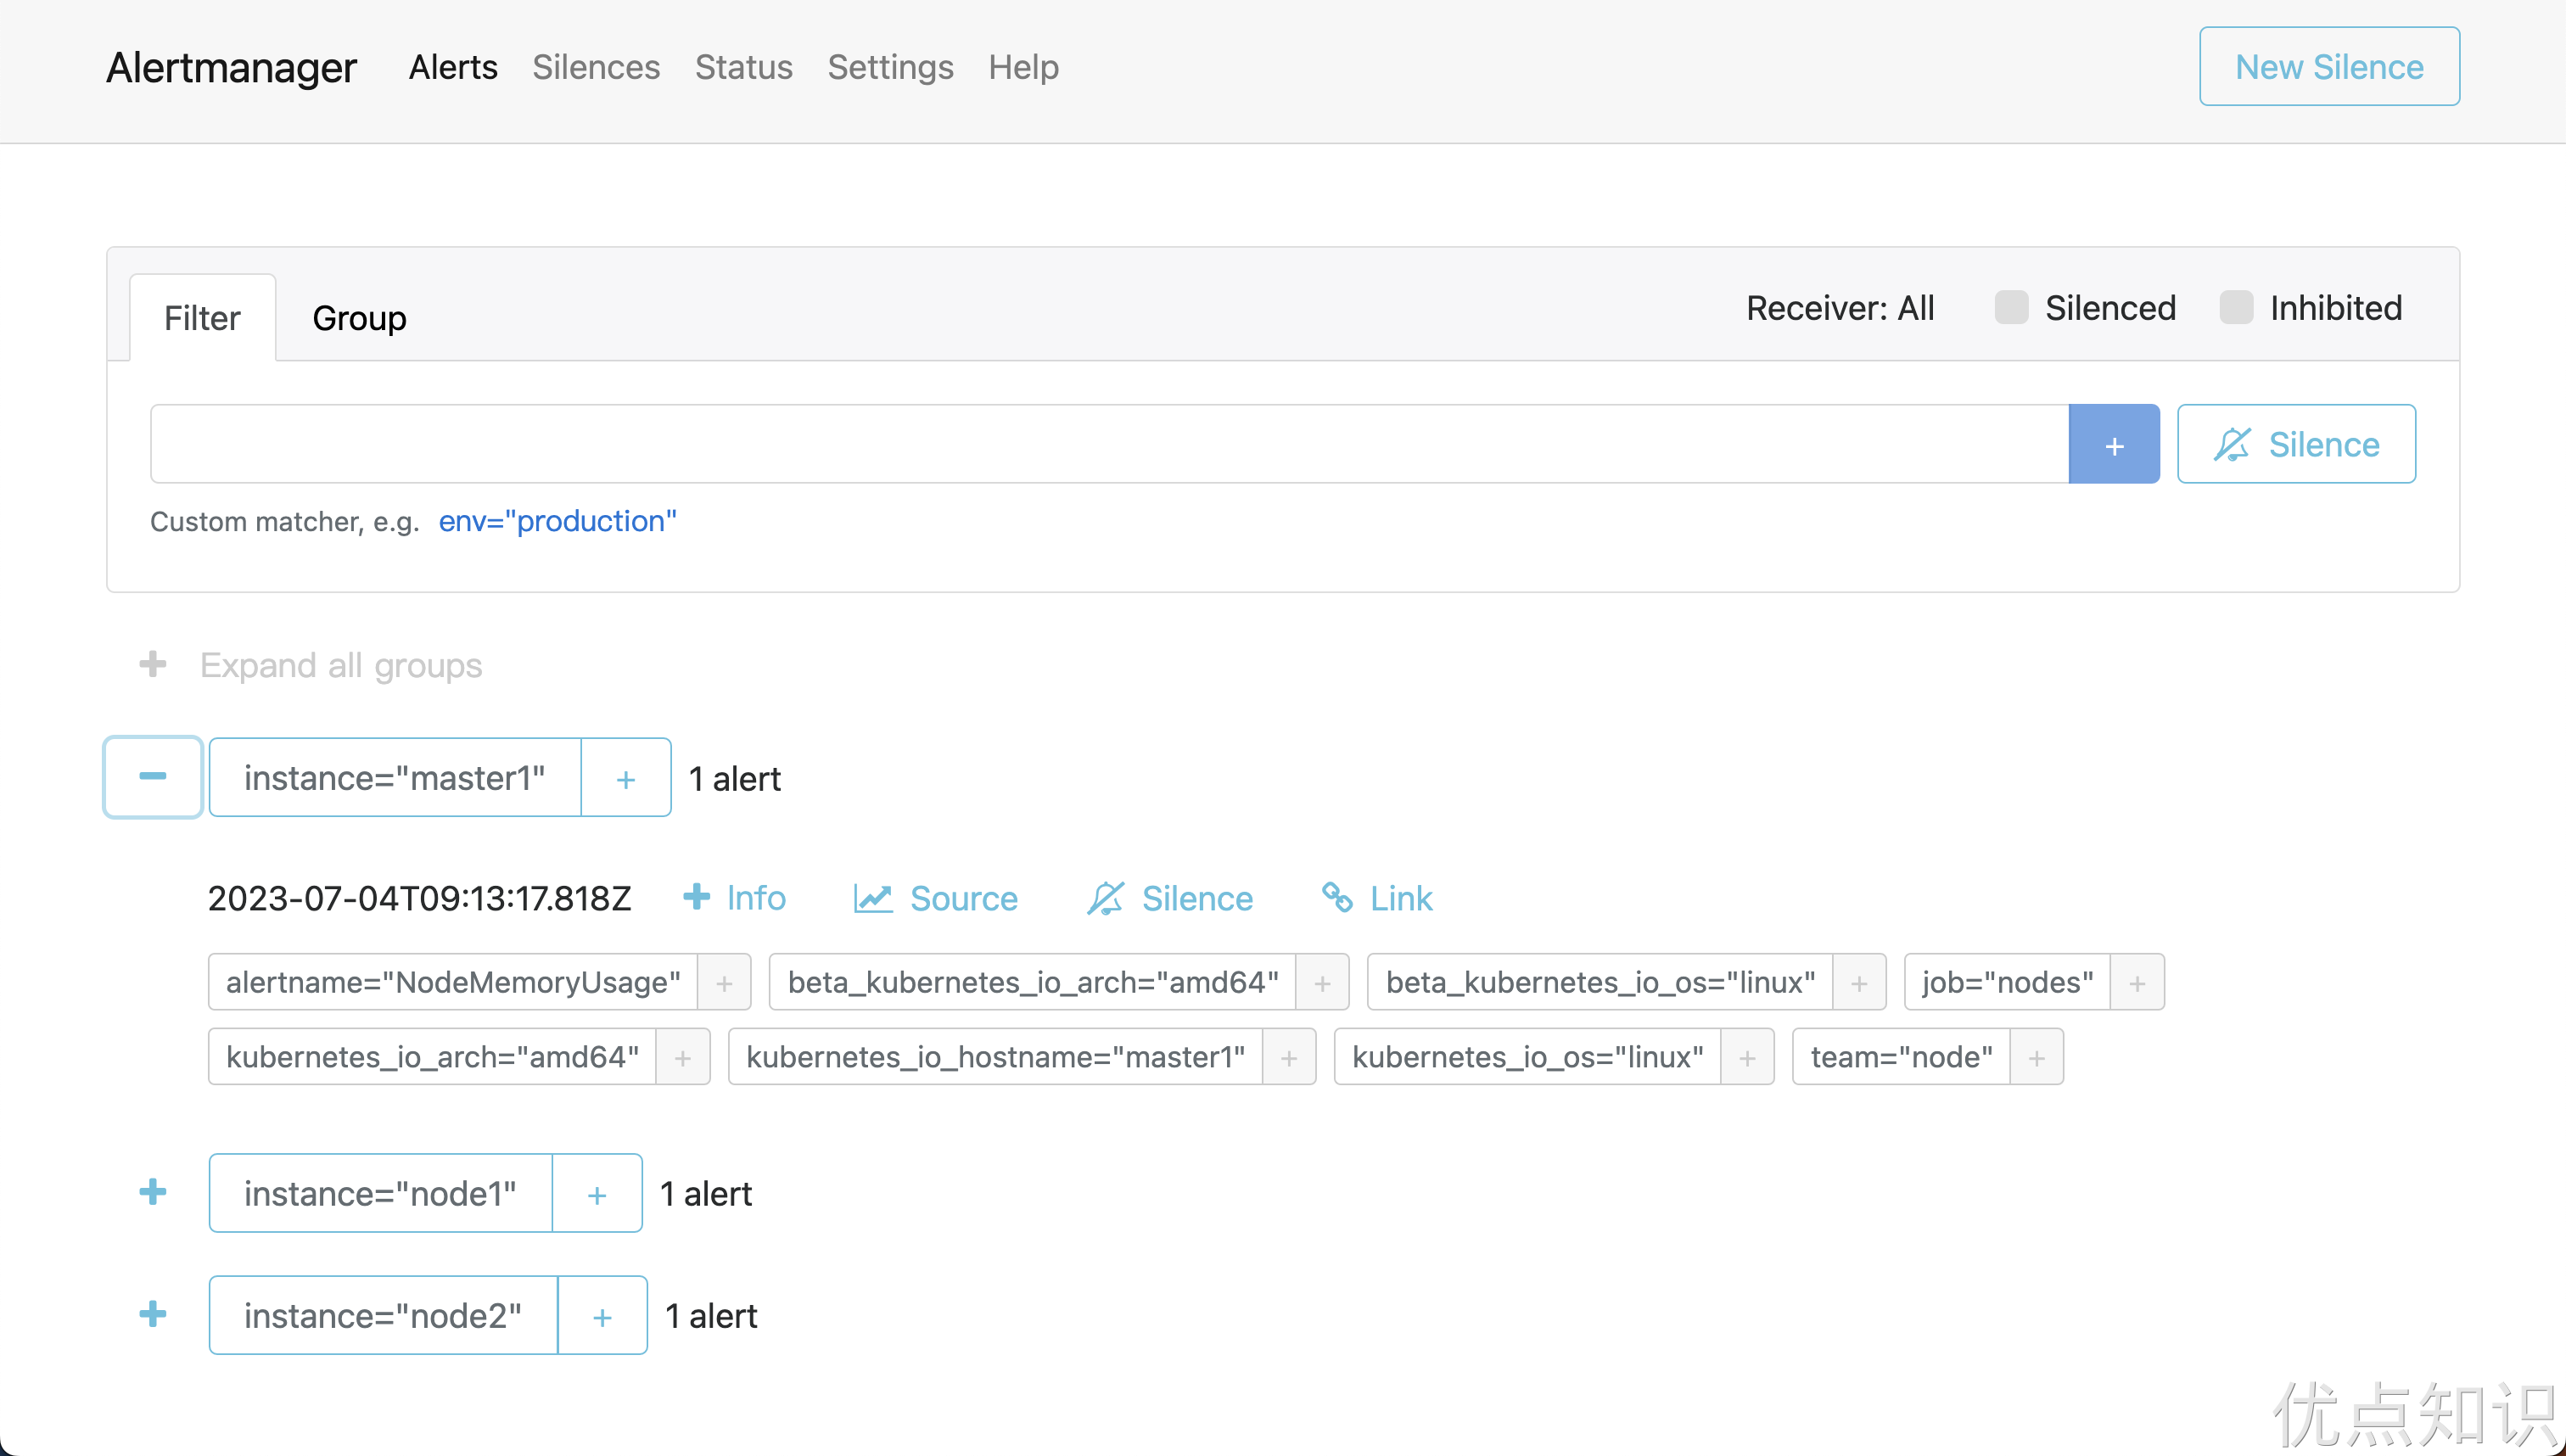 Alertmanager Alerts Silences Status Settings Help New Silence
Filter Group Receiver: All Silenced Inhibited
+ Silence
Custom matcher, e.g. env="production"
+ Expand all groups
− instance="master1" + 1 alert
2023-07-04T09:13:17.818Z + Info Source Silence Link
alertname="NodeMemoryUsage" + beta_kubernetes_io_arch="amd64" + beta_kubernetes_io_os="linux" + job="nodes" +
kubernetes_io_arch="amd64" + kubernetes_io_hostname="master1" + kubernetes_io_os="linux" + team="node" +
+ instance="node1" + 1 alert
+ instance="node2" + 1 alert
优点知识